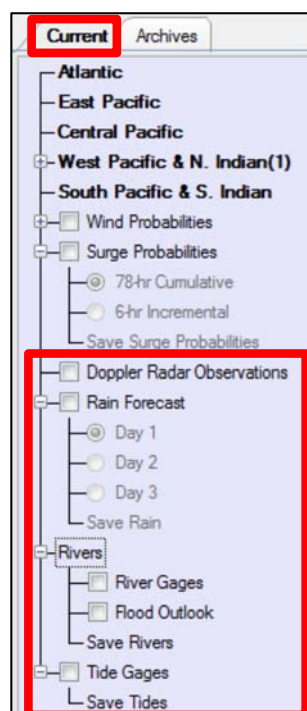 Current Archives
Atlantic
East Pacific
Central Pacific
West Pacific & N. Indian(1)
South Pacific & S. Indian
Wind Probabilities
Surge Probabilities
78-hr Cumulative
6-hr Incremental
Save Surge Probabilities
Doppler Radar Observations
Rain Forecast
Day 1
Day 2
Day 3
Save Rain
Rivers
River Gages
Flood Outlook
Save Rivers
Tide Gages
Save Tides